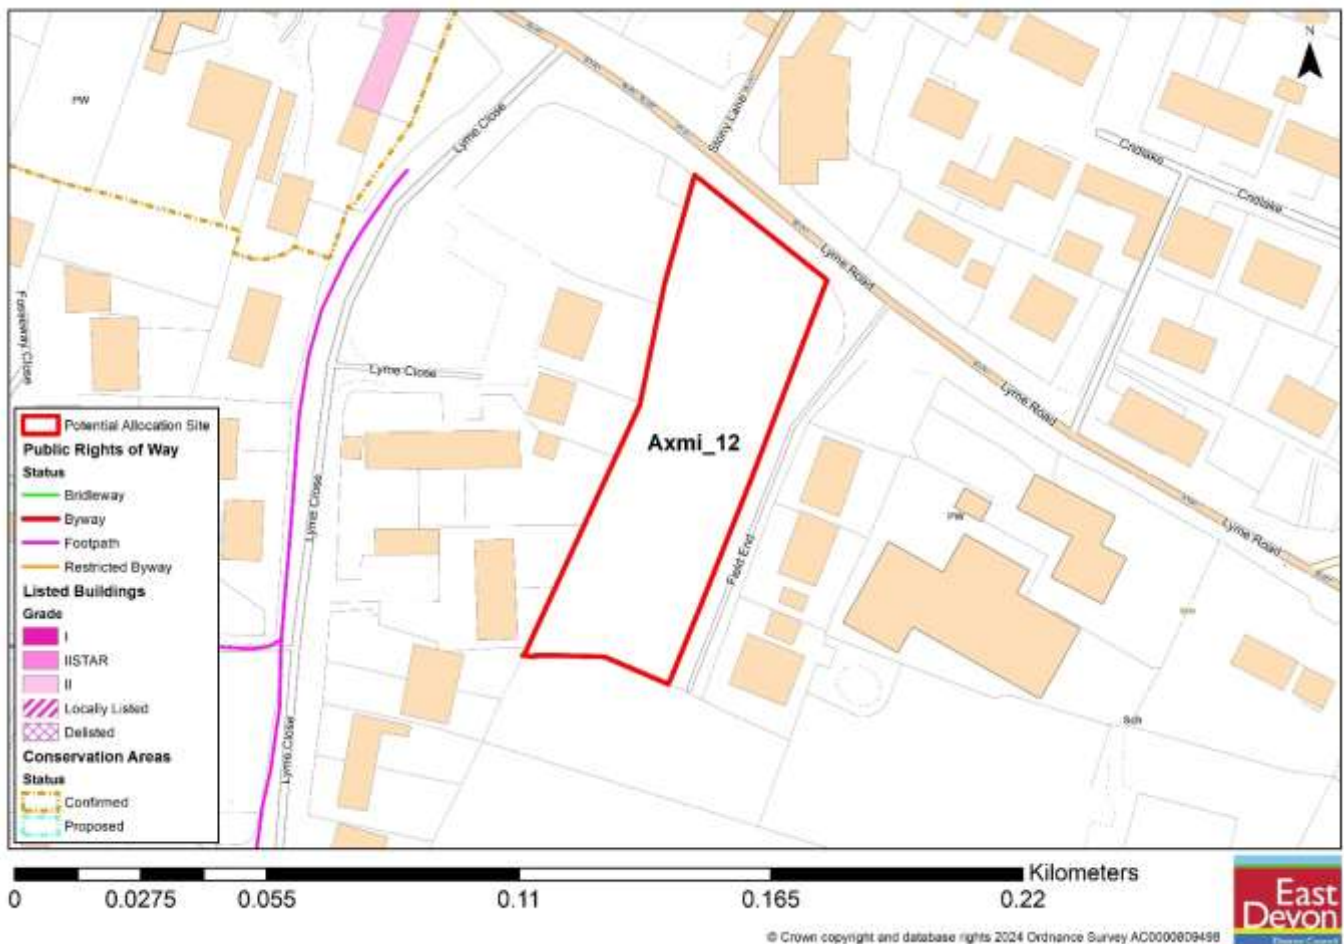 N
PW
Lyme Close
Stony Lane
Lyme Road
Cridlake
Cridlake
Fosseway Close
Lyme Close
Axmi_12
Lyme Road
Lyme Close
Field End
PW
Lyme Road
Sch
Lyme Close
Potential Allocation Site
Public Rights of Way
Status
Bridleway
Byway
Footpath
Restricted Byway
Listed Buildings
Grade
I
IISTAR
II
Locally Listed
Delisted
Conservation Areas
Status
Confirmed
Proposed
Kilometers
0 0.0275 0.055 0.11 0.165 0.22
East
Devon
© Crown copyright and database rights 2024 Ordnance Survey AC0000809498